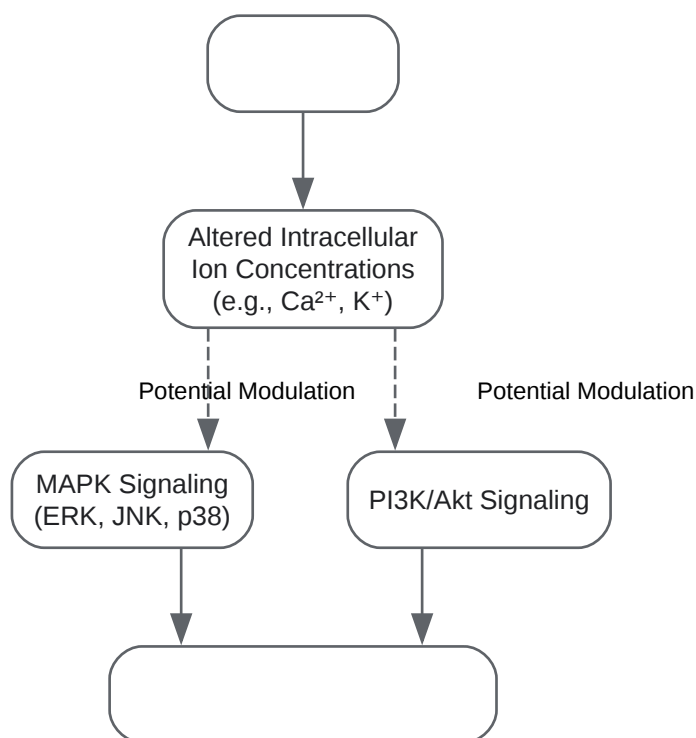 Altered Intracellular
Ion Concentrations
(e.g., Ca²⁺, K⁺)
Potential Modulation
Potential Modulation
MAPK Signaling
(ERK, JNK, p38)
PI3K/Akt Signaling